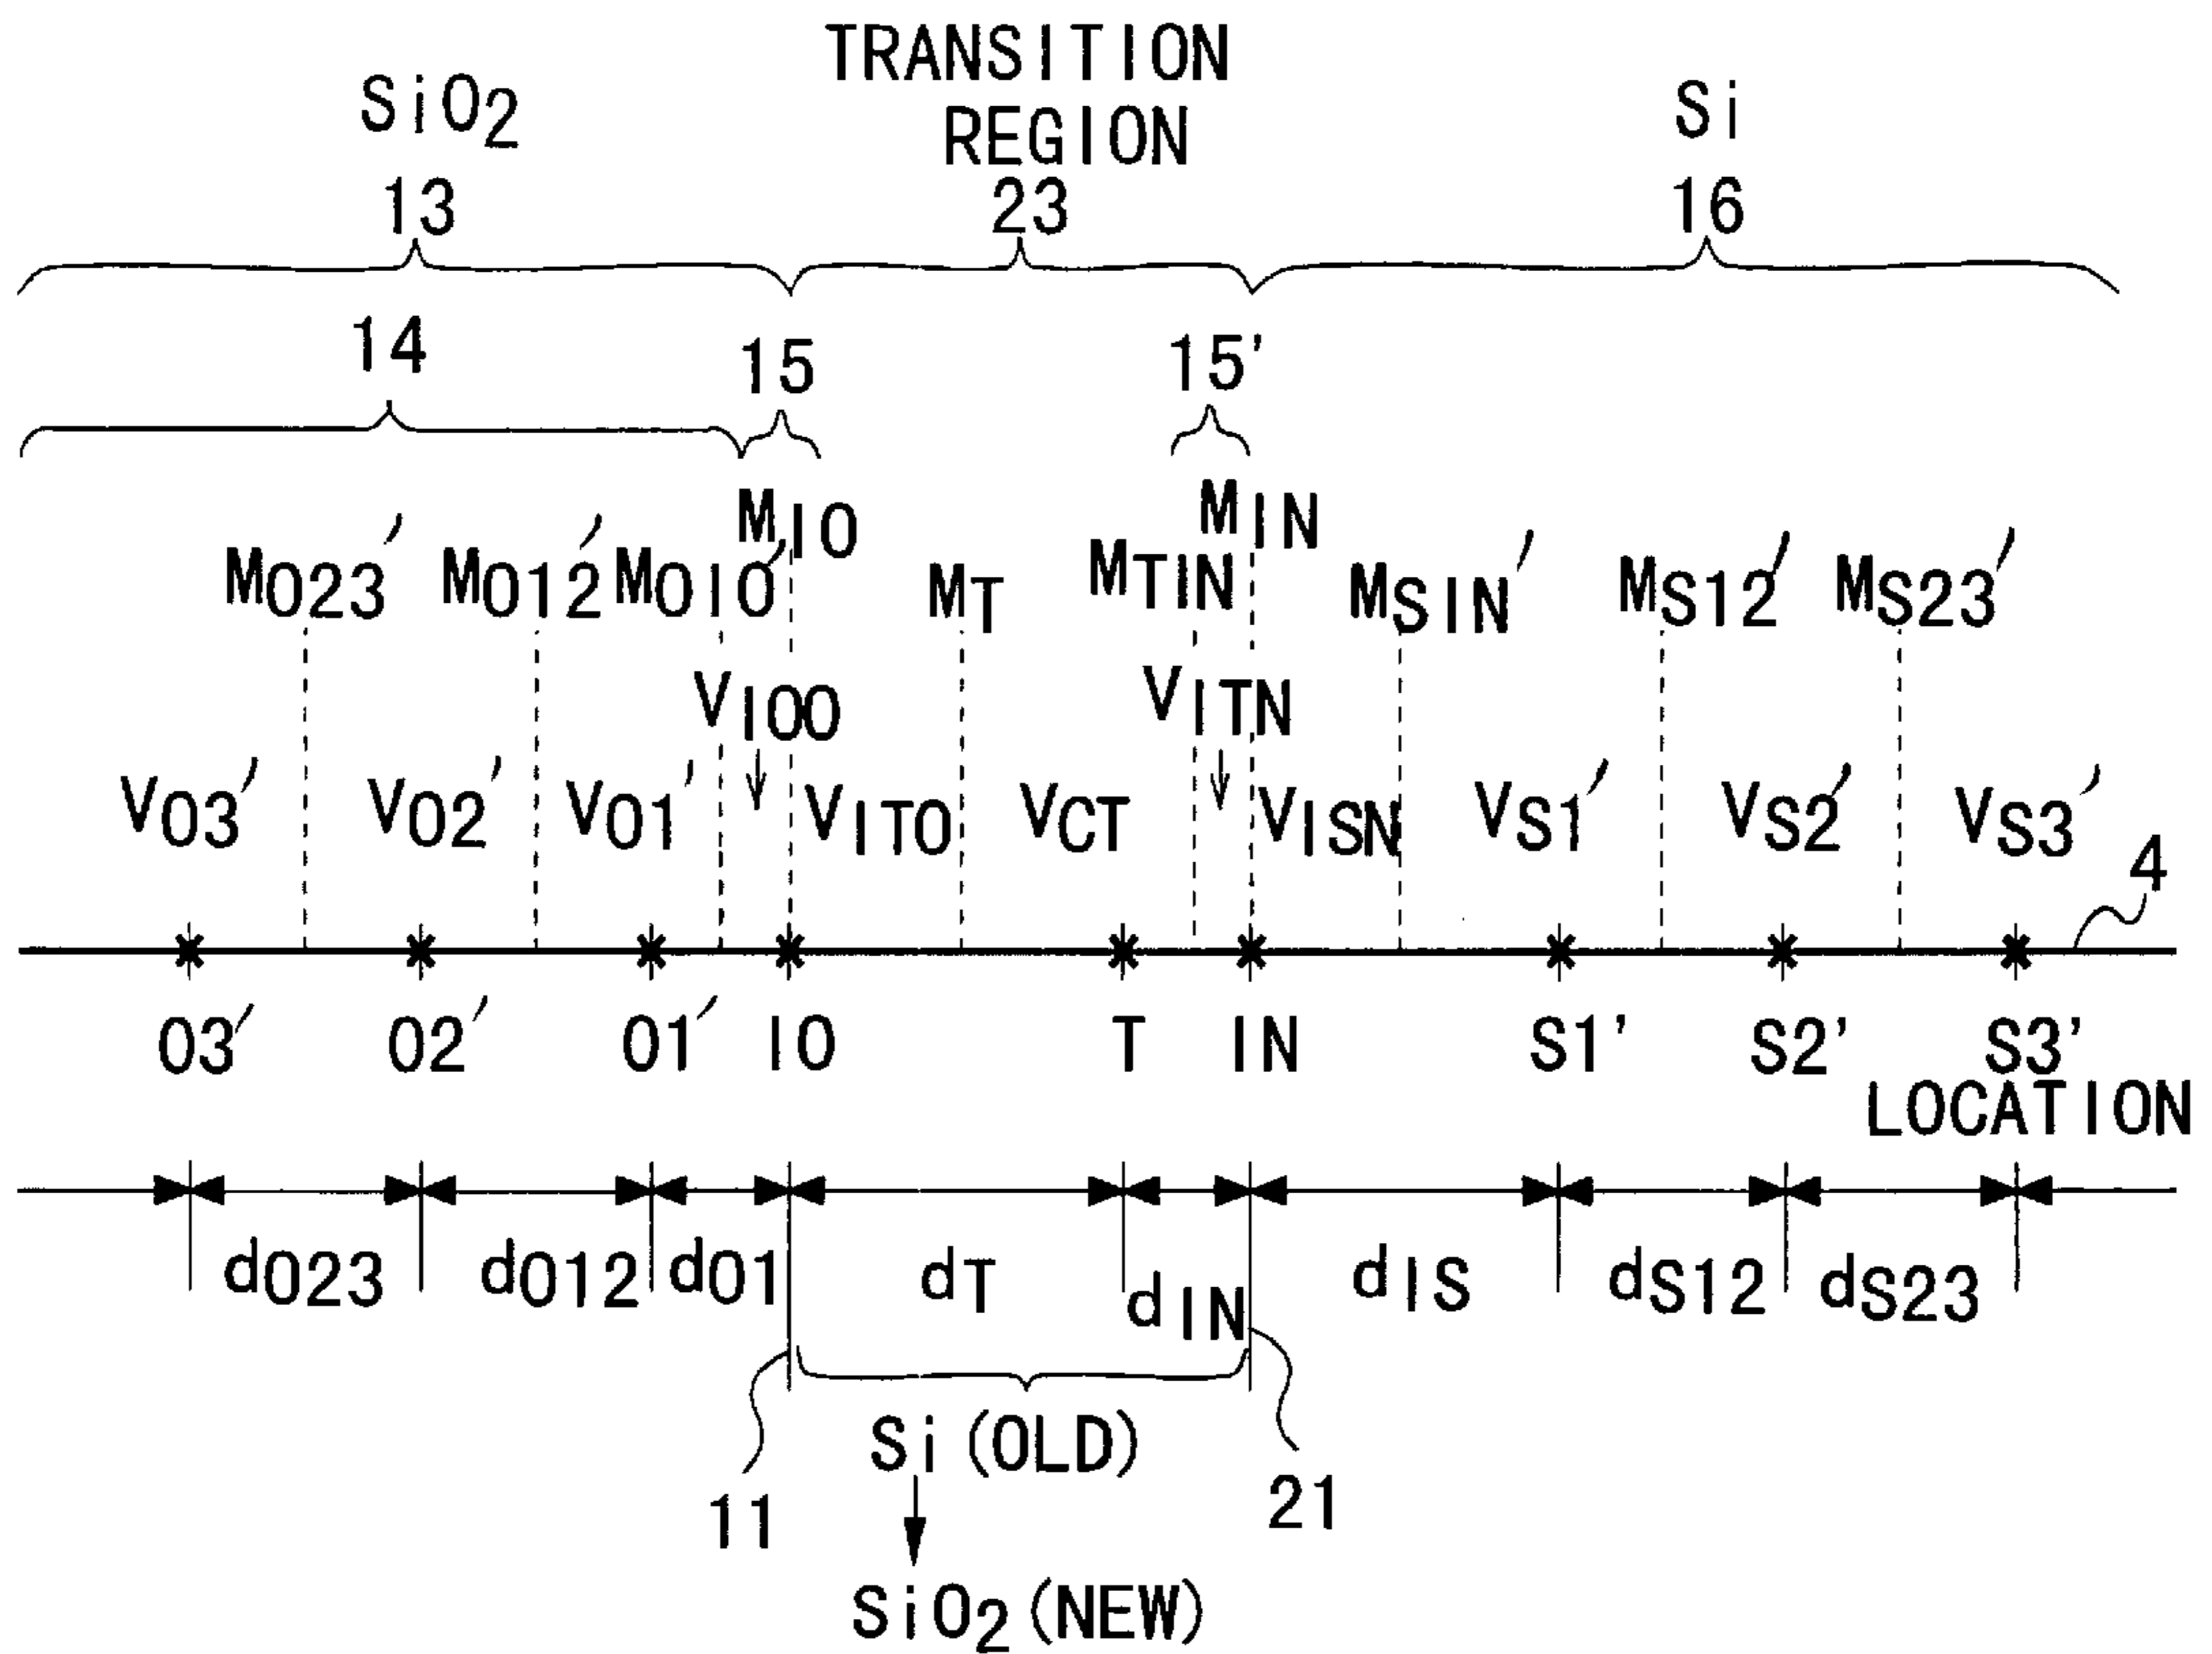 TRANSITION
REGION
SiO2
Si
13
23
16
14
15
15'
MIO
MIN
MO23'
MO12'
MOIO'
MT
MTIN
MSIN'
MS12'
MS23'
VIOO
VITN
VO3'
VO2'
VO1'
VITO
VCT
VISN
VS1'
VS2'
VS3'
4
O3'
O2'
O1'
IO
T
IN
S1'
S2'
S3'
LOCATION
dO23
dO12
dO1
dT
dIN
dIS
dS12
dS23
Si (OLD)
11
21
SiO2 (NEW)